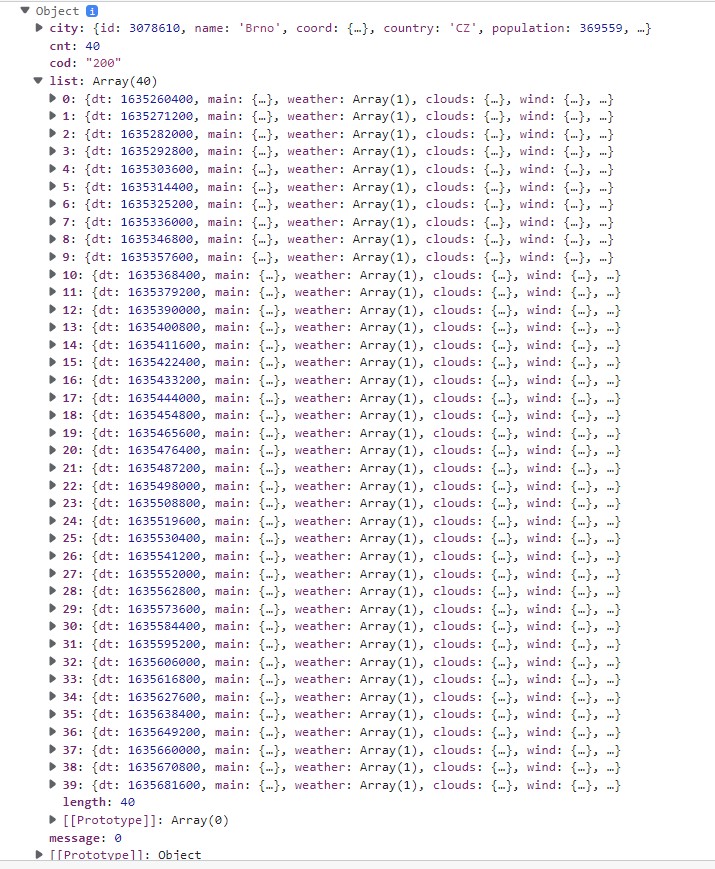 Object i
city: {id: 3078610, name: 'Brno', coord: {…}, country: 'CZ', population: 369559, …}
cnt: 40
cod: "200"
list: Array(40)
0: {dt: 1635260400, main: {…}, weather: Array(1), clouds: {…}, wind: {…}, …}
1: {dt: 1635271200, main: {…}, weather: Array(1), clouds: {…}, wind: {…}, …}
2: {dt: 1635282000, main: {…}, weather: Array(1), clouds: {…}, wind: {…}, …}
3: {dt: 1635292800, main: {…}, weather: Array(1), clouds: {…}, wind: {…}, …}
4: {dt: 1635303600, main: {…}, weather: Array(1), clouds: {…}, wind: {…}, …}
5: {dt: 1635314400, main: {…}, weather: Array(1), clouds: {…}, wind: {…}, …}
6: {dt: 1635325200, main: {…}, weather: Array(1), clouds: {…}, wind: {…}, …}
7: {dt: 1635336000, main: {…}, weather: Array(1), clouds: {…}, wind: {…}, …}
8: {dt: 1635346800, main: {…}, weather: Array(1), clouds: {…}, wind: {…}, …}
9: {dt: 1635357600, main: {…}, weather: Array(1), clouds: {…}, wind: {…}, …}
10: {dt: 1635368400, main: {…}, weather: Array(1), clouds: {…}, wind: {…}, …}
11: {dt: 1635379200, main: {…}, weather: Array(1), clouds: {…}, wind: {…}, …}
12: {dt: 1635390000, main: {…}, weather: Array(1), clouds: {…}, wind: {…}, …}
13: {dt: 1635400800, main: {…}, weather: Array(1), clouds: {…}, wind: {…}, …}
14: {dt: 1635411600, main: {…}, weather: Array(1), clouds: {…}, wind: {…}, …}
15: {dt: 1635422400, main: {…}, weather: Array(1), clouds: {…}, wind: {…}, …}
16: {dt: 1635433200, main: {…}, weather: Array(1), clouds: {…}, wind: {…}, …}
17: {dt: 1635444000, main: {…}, weather: Array(1), clouds: {…}, wind: {…}, …}
18: {dt: 1635454800, main: {…}, weather: Array(1), clouds: {…}, wind: {…}, …}
19: {dt: 1635465600, main: {…}, weather: Array(1), clouds: {…}, wind: {…}, …}
20: {dt: 1635476400, main: {…}, weather: Array(1), clouds: {…}, wind: {…}, …}
21: {dt: 1635487200, main: {…}, weather: Array(1), clouds: {…}, wind: {…}, …}
22: {dt: 1635498000, main: {…}, weather: Array(1), clouds: {…}, wind: {…}, …}
23: {dt: 1635508800, main: {…}, weather: Array(1), clouds: {…}, wind: {…}, …}
24: {dt: 1635519600, main: {…}, weather: Array(1), clouds: {…}, wind: {…}, …}
25: {dt: 1635530400, main: {…}, weather: Array(1), clouds: {…}, wind: {…}, …}
26: {dt: 1635541200, main: {…}, weather: Array(1), clouds: {…}, wind: {…}, …}
27: {dt: 1635552000, main: {…}, weather: Array(1), clouds: {…}, wind: {…}, …}
28: {dt: 1635562800, main: {…}, weather: Array(1), clouds: {…}, wind: {…}, …}
29: {dt: 1635573600, main: {…}, weather: Array(1), clouds: {…}, wind: {…}, …}
30: {dt: 1635584400, main: {…}, weather: Array(1), clouds: {…}, wind: {…}, …}
31: {dt: 1635595200, main: {…}, weather: Array(1), clouds: {…}, wind: {…}, …}
32: {dt: 1635606000, main: {…}, weather: Array(1), clouds: {…}, wind: {…}, …}
33: {dt: 1635616800, main: {…}, weather: Array(1), clouds: {…}, wind: {…}, …}
34: {dt: 1635627600, main: {…}, weather: Array(1), clouds: {…}, wind: {…}, …}
35: {dt: 1635638400, main: {…}, weather: Array(1), clouds: {…}, wind: {…}, …}
36: {dt: 1635649200, main: {…}, weather: Array(1), clouds: {…}, wind: {…}, …}
37: {dt: 1635660000, main: {…}, weather: Array(1), clouds: {…}, wind: {…}, …}
38: {dt: 1635670800, main: {…}, weather: Array(1), clouds: {…}, wind: {…}, …}
39: {dt: 1635681600, main: {…}, weather: Array(1), clouds: {…}, wind: {…}, …}
length: 40
[[Prototype]]: Array(0)
message: 0
[[Prototype]]: Object